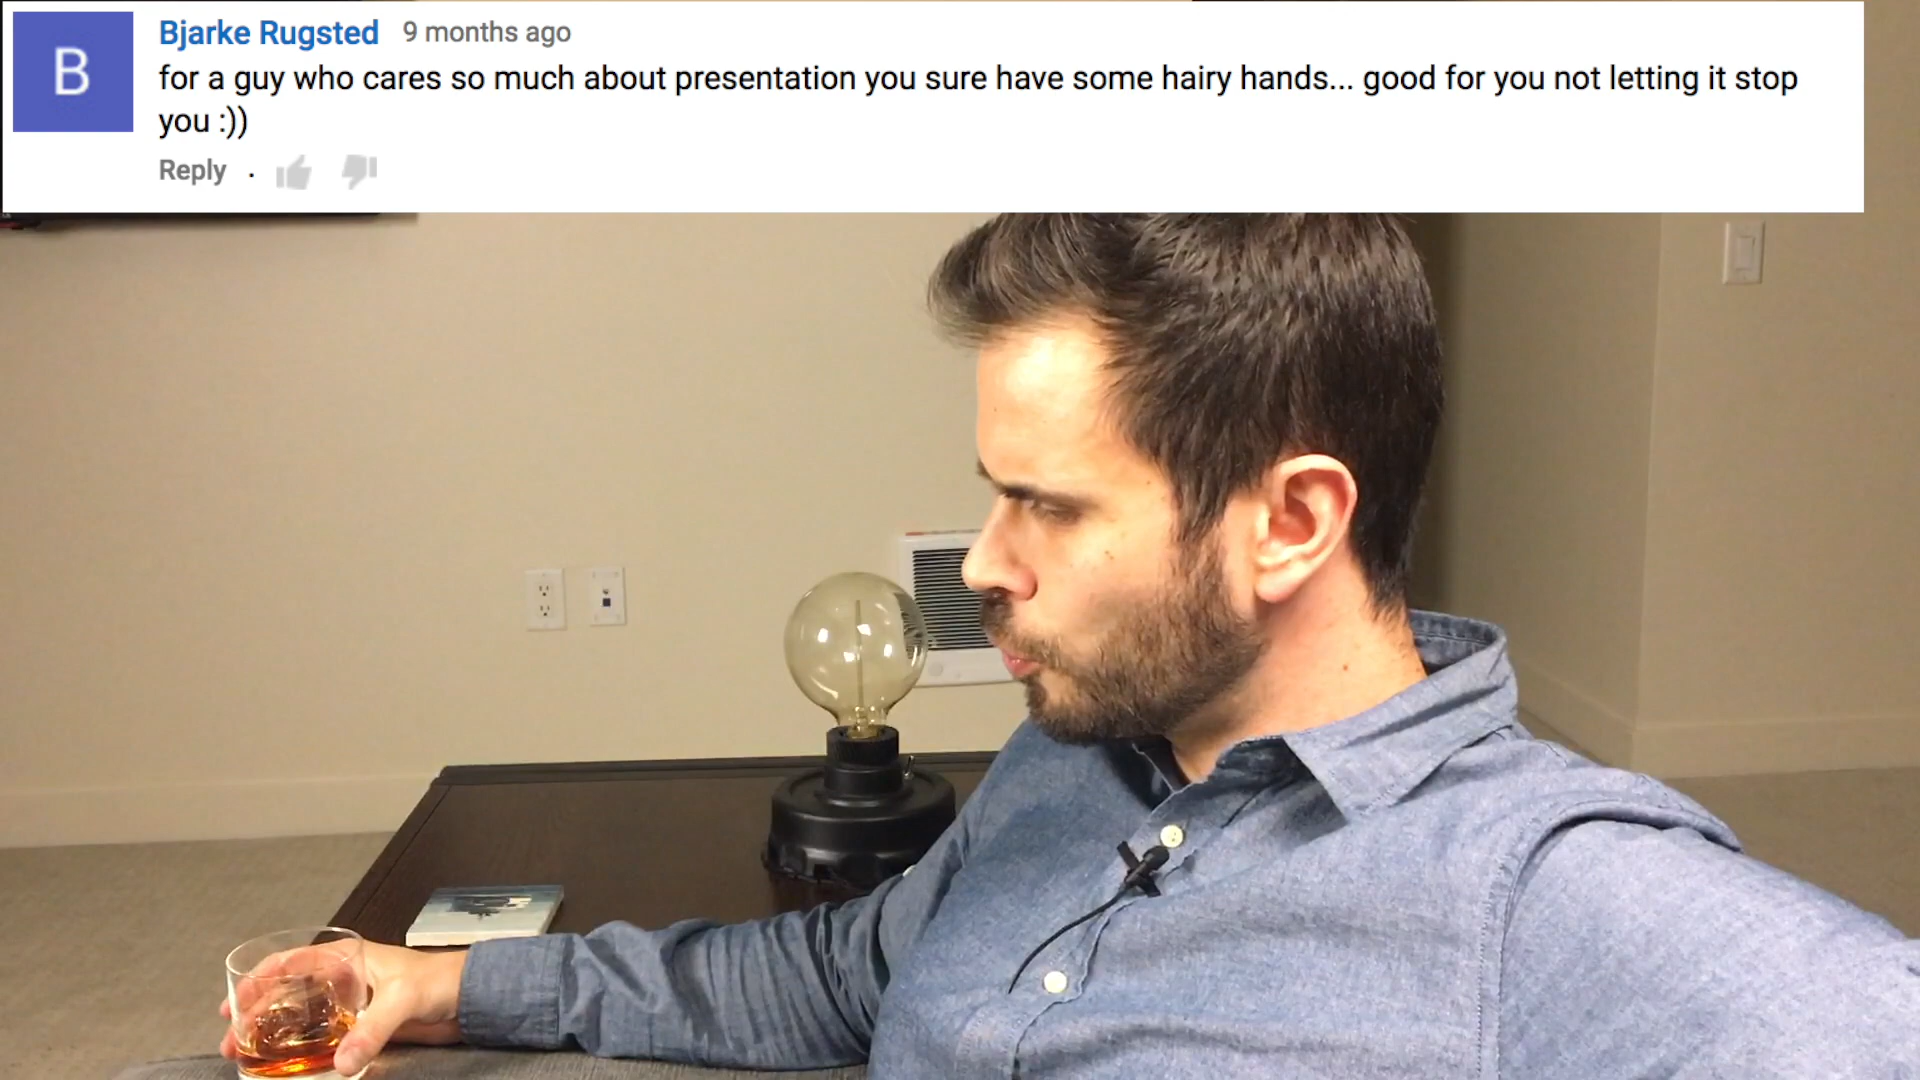 B
Bjarke Rugsted 9 months ago
for a guy who cares so much about presentation you sure have some hairy hands... good for you not letting it stop
you :))
Reply ·